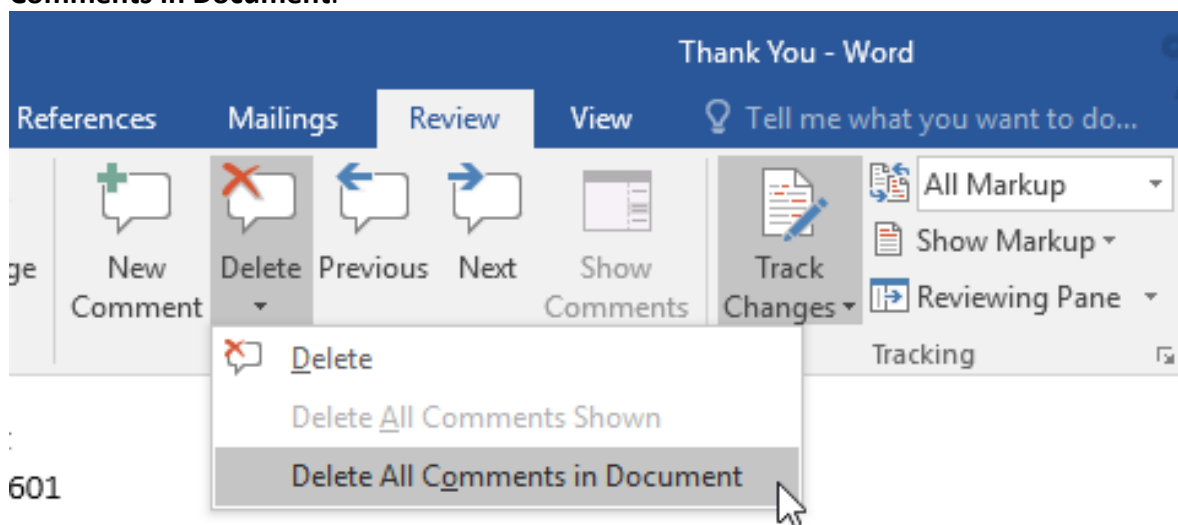 Comments in Document.
Thank You - Word
References Mailings Review View Tell me what you want to do...
All Markup
Show Markup
Reviewing Pane
ge New Comment Delete Previous Next Show Comments Track Changes
Tracking
Delete
Delete All Comments Shown
Delete All Comments in Document
:
601